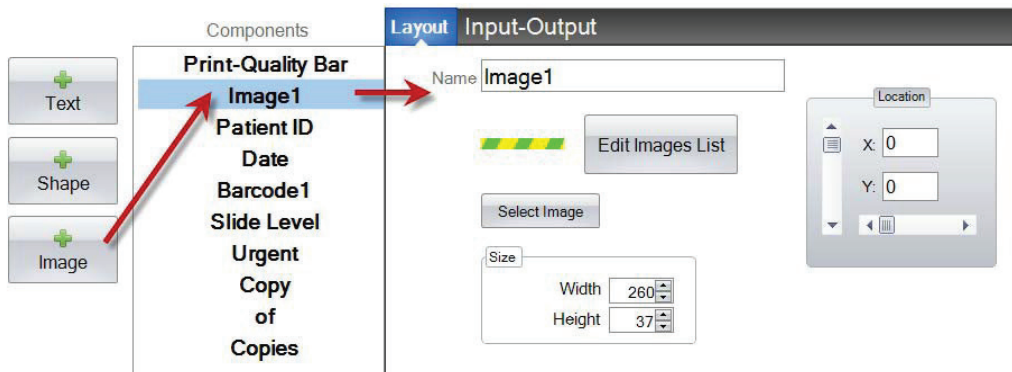 Components
Layout Input-Output
Text
Shape
Image
Print-Quality Bar
Image1
Patient ID
Date
Barcode1
Slide Level
Urgent
Copy
of
Copies
Name Image1
Edit Images List
Select Image
Size
Width 260
Height 37
Location
X: 0
Y: 0